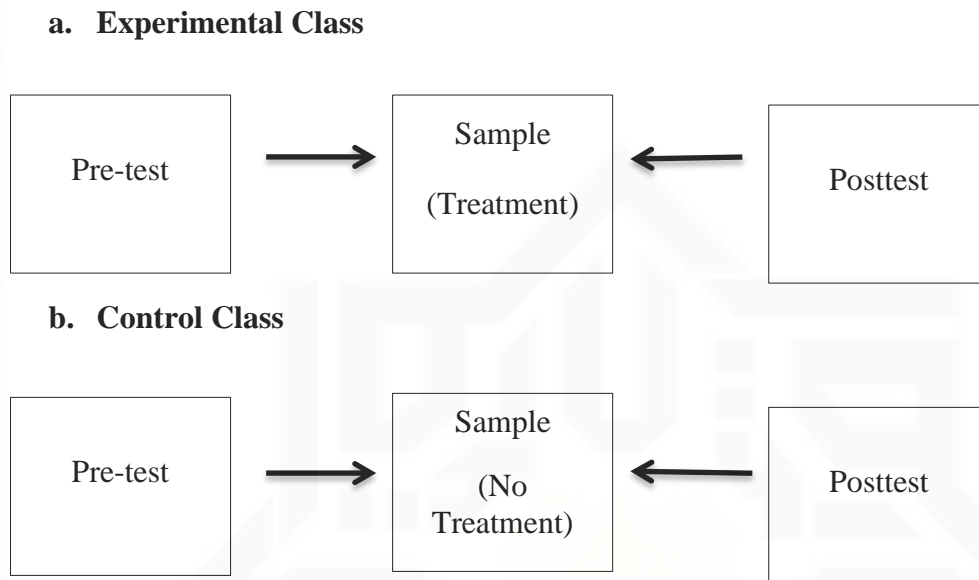 a. Experimental Class
Pre-test
Sample
(Treatment)
Posttest
b. Control Class
Pre-test
Sample
(No
Treatment)
Posttest